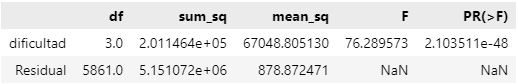 df sum_sq mean_sq F PR(>F)
dificultad 3.0 2.011464e+05 67048.805130 76.289573 2.103511e-48
Residual 5861.0 5.151072e+06 878.872471 NaN NaN